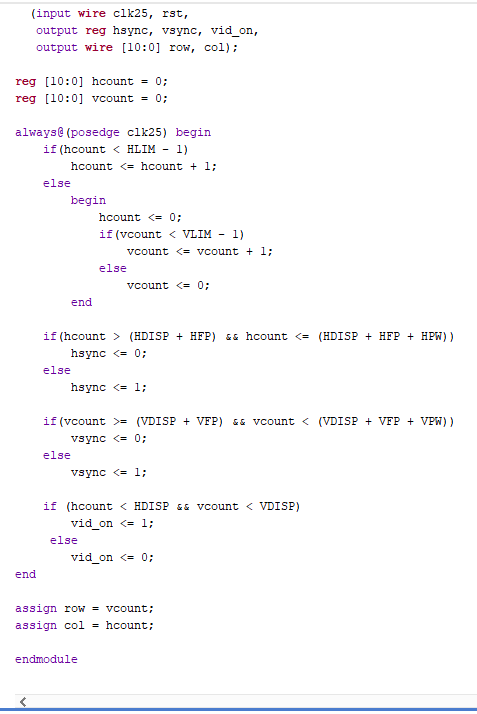 (input wire clk25, rst,
output reg hsync, vsync, vid_on,
output wire [10:0] row, col);
reg [10:0] hcount = 0;
reg [10:0] vcount = 0;
always@(posedge clk25) begin
if(hcount < HLIM - 1)
hcount <= hcount + 1;
else
begin
hcount <= 0;
if(vcount < VLIM - 1)
vcount <= vcount + 1;
else
vcount <= 0;
end
if(hcount > (HDISP + HFP) && hcount <= (HDISP + HFP + HPW))
hsync <= 0;
else
hsync <= 1;
if(vcount >= (VDISP + VFP) && vcount < (VDISP + VFP + VPW))
vsync <= 0;
else
vsync <= 1;
if (hcount < HDISP && vcount < VDISP)
vid_on <= 1;
else
vid_on <= 0;
end
assign row = vcount;
assign col = hcount;
endmodule